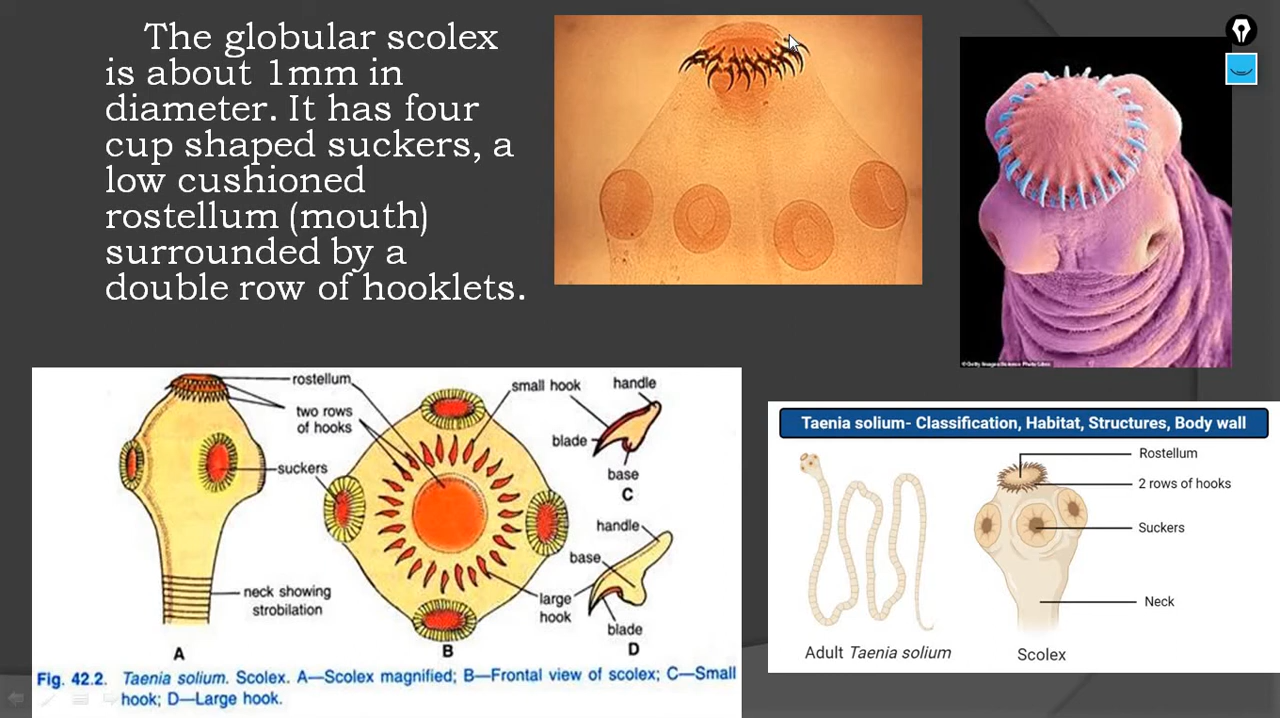 The globular scolex
is about 1mm in
diameter. It has four
cup shaped suckers, a
low cushioned
rostellum (mouth)
surrounded by a
double row of hooklets.
rostellum
two rows
of hooks
suckers
neck showing
strobilation
small hook
handle
blade
base
C
handle
base
large
hook
blade
A
B
D
Fig. 42.2. Taenia solium. Scolex. A—Scolex magnified; B—Frontal view of scolex; C—Small
hook; D—Large hook.
Taenia solium- Classification, Habitat, Structures, Body wall
Rostellum
2 rows of hooks
Suckers
Neck
Adult Taenia solium
Scolex